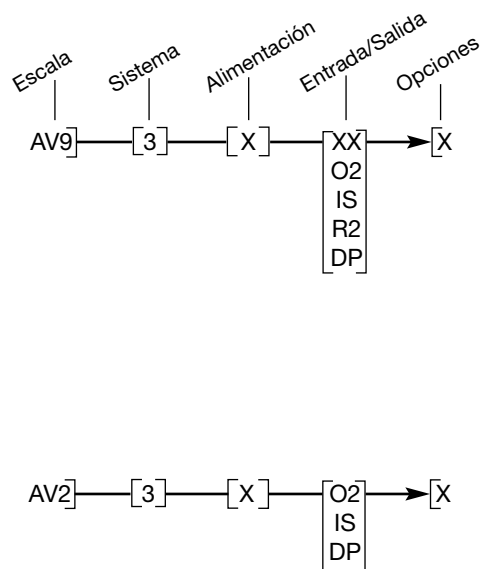 Escala Sistema Alimentación Entrada/Salida Opciones
AV9 3 X XX X
O2
IS
R2
DP
AV2 3 X O2 X
IS
DP